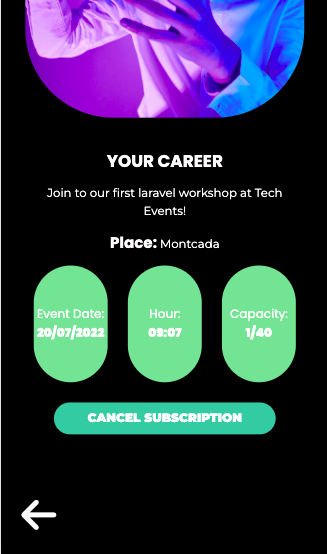 YOUR CAREER
Join to our first laravel workshop at Tech
Events!
Place: Montcada
Event Date: Hour: Capacity:
20/07/2022 09:07 1/40
CANCEL SUBSCRIPTION